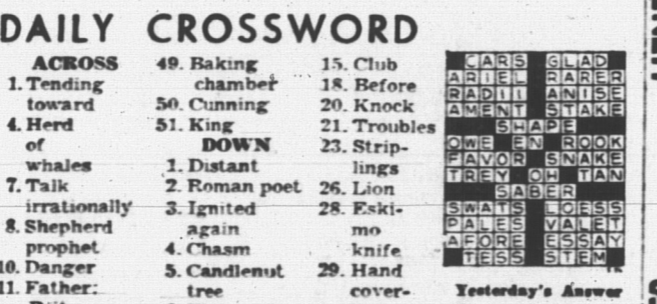 DAILY CROSSWORD
ACROSS
1. Tending
toward
4. Herd
of
whales
7. Talk
irrationally
8. Shepherd
prophet
10. Danger
11. Father:
49. Baking
chamber
50. Cunning
51. King
DOWN
1. Distant
2. Roman poet
3. Ignited
again
4. Chasm
5. Candlenut
tree
15. Club
18. Before
20. Knock
21. Troubles
23. Strip-
lings
26. Lion
28. Eski-
mo
knife
29. Hand
cover-
CARS GLAD
ARIEL RARER
RADII ANISE
AMENT STAKE
SHAPE
OWE EN ROOK
FAVOR SNAKE
TREY OH TAN
SABER
SWATS LOESS
PALES VALET
AFORE ESSAY
TESS STEM
Yesterday's Answer